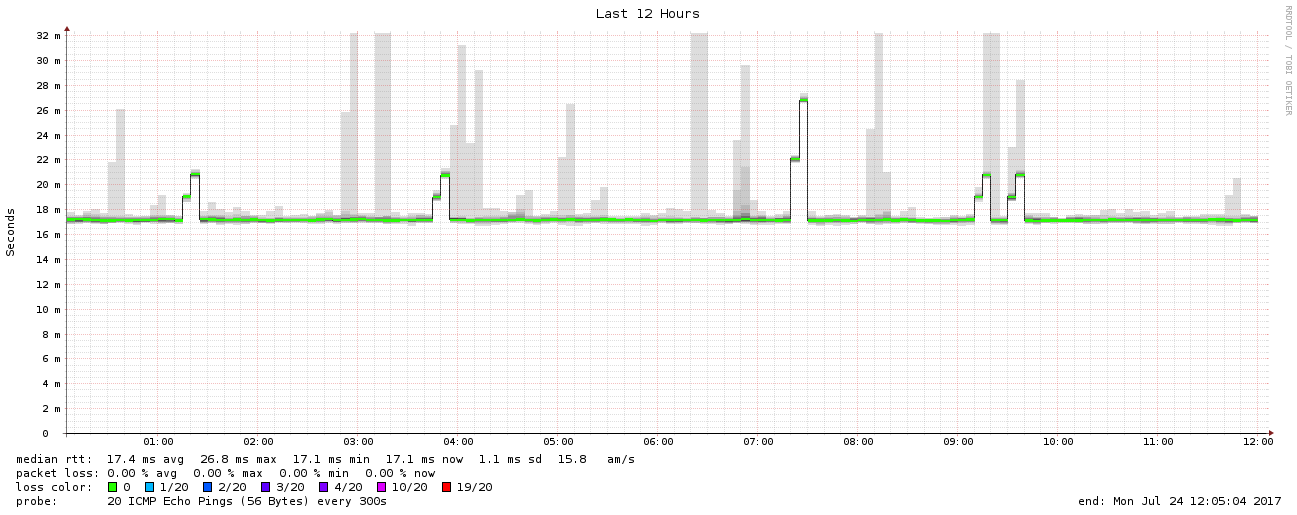 Last 12 Hours
RRDTOOL / TOBI OETIKER
Seconds
32 m
30 m
28 m
26 m
24 m
22 m
20 m
18 m
16 m
14 m
12 m
10 m
8 m
6 m
4 m
2 m
0
01:00 02:00 03:00 04:00 05:00 06:00 07:00 08:00 09:00 10:00 11:00 12:00
median rtt: 17.4 ms avg 26.8 ms max 17.1 ms min 17.1 ms now 1.1 ms sd 15.8 am/s
packet loss: 0.00 % avg 0.00 % max 0.00 % min 0.00 % now
loss color: 0 1/20 2/20 3/20 4/20 10/20 19/20
probe: 20 ICMP Echo Pings (56 Bytes) every 300s end: Mon Jul 24 12:05:04 2017